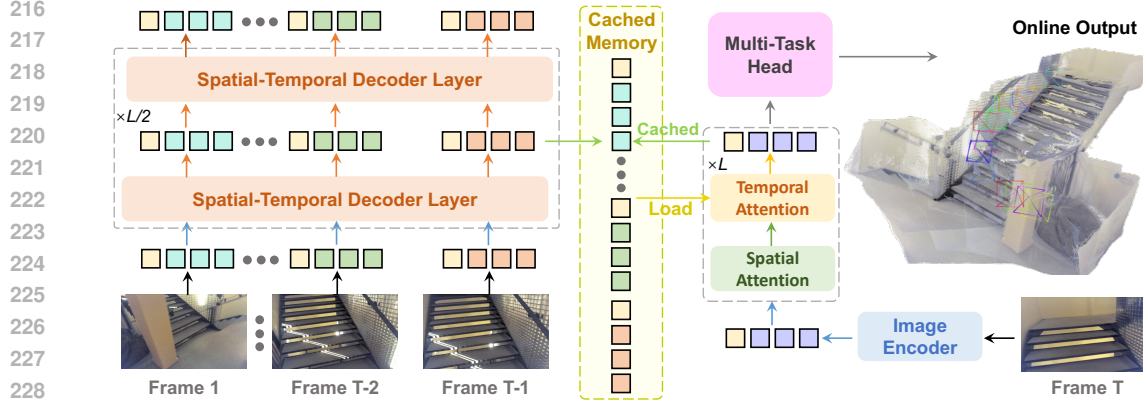 216
217
218
219
220
221
222
223
224
225
226
227
228
Spatial-Temporal Decoder Layer
×L/2
Spatial-Temporal Decoder Layer
Frame 1
Frame T-2
Frame T-1
Cached
Memory
Cached
Load
Multi-Task
Head
×L
Temporal
Attention
Spatial
Attention
Image
Encoder
Online Output
Frame T